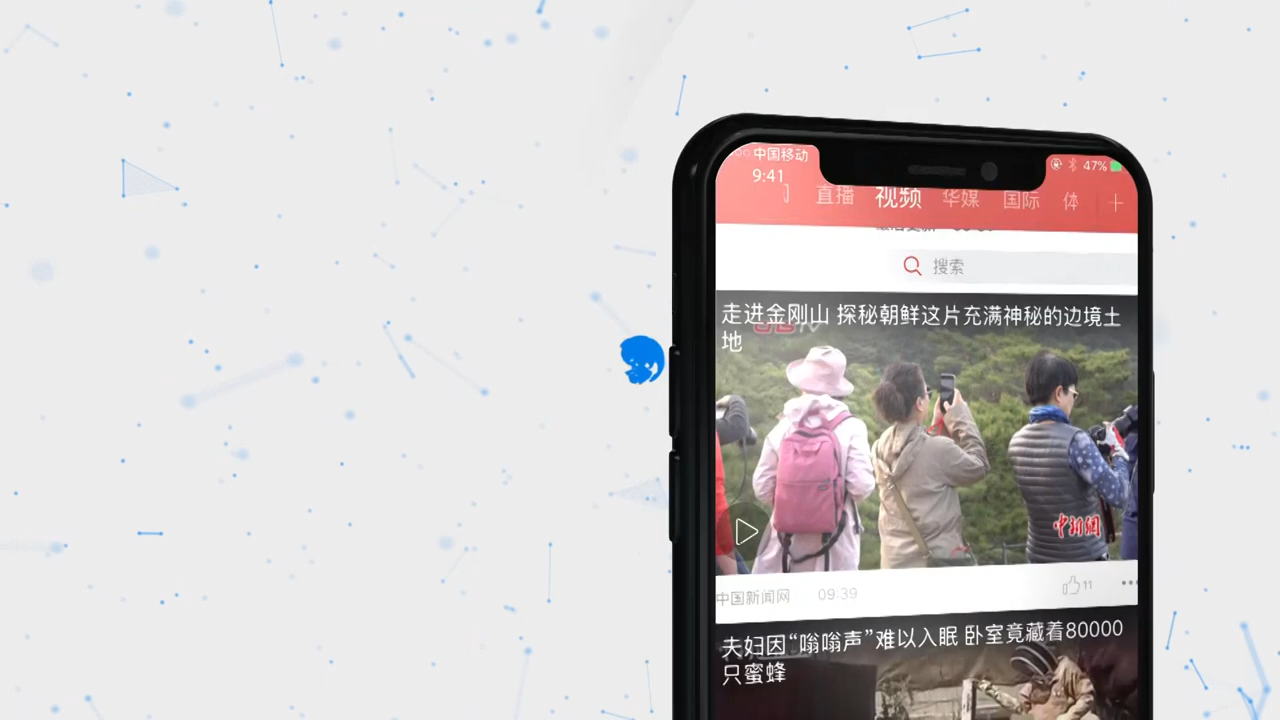 中国移动
47%
9:41
直播 视频 华媒 国际 体
搜索
走进金刚山 探秘朝鲜这片充满神秘的边境土
地
中新网
中国新闻网 09:39
11
夫妇因“嗡嗡声”难以入眠 卧室竟藏着80000
只蜜蜂